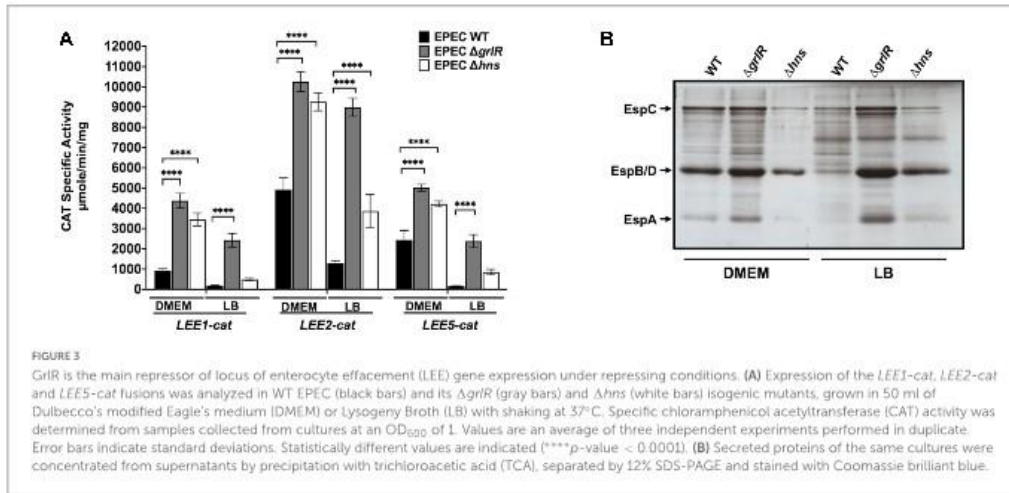 A
12000
11000
10000
9000
8000
7000
6000
5000
4000
3000
2000
1000
0
CAT Specific Activity
µmole/min/mg
EPEC WT
EPEC ΔgrlR
EPEC Δhns
**** **** **** **** **** **** **** **** **** ****
DMEM LB DMEM LB DMEM LB
LEE1-cat LEE2-cat LEE5-cat
B
WT ΔgrlR Δhns WT ΔgrlR Δhns
EspC
EspB/D
EspA
DMEM LB
FIGURE 3
GrlR is the main repressor of locus of enterocyte effacement (LEE) gene expression under repressing conditions. (A) Expression of the LEE1-cat, LEE2-cat
and LEE5-cat fusions was analyzed in WT EPEC (black bars) and its ΔgrlR (gray bars) and Δhns (white bars) isogenic mutants, grown in 50 ml of
Dulbecco's modified Eagle's medium (DMEM) or Lysogeny Broth (LB) with shaking at 37°C. Specific chloramphenicol acetyltransferase (CAT) activity was
determined from samples collected from cultures at an OD600 of 1. Values are an average of three independent experiments performed in duplicate.
Error bars indicate standard deviations. Statistically different values are indicated (****p-value < 0.0001). (B) Secreted proteins of the same cultures were
concentrated from supernatants by precipitation with trichloroacetic acid (TCA), separated by 12% SDS-PAGE and stained with Coomassie brilliant blue.